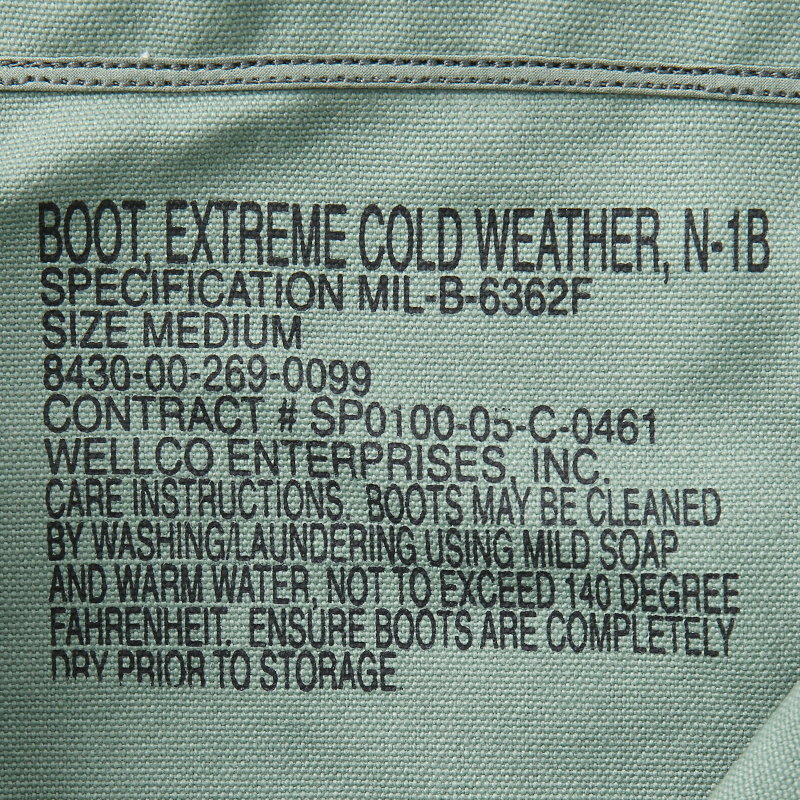 BOOT, EXTREME COLD WEATHER, N-1B
SPECIFICATION MIL-B-6362F
SIZE MEDIUM
8430-00-269-0099
CONTRACT # SP0100-05-C-0461
WELLCO ENTERPRISES, INC.
CARE INSTRUCTIONS. BOOTS MAY BE CLEANED
BY WASHING/LAUNDERING USING MILD SOAP
AND WARM WATER, NOT TO EXCEED 140 DEGREE
FAHRENHEIT. ENSURE BOOTS ARE COMPLETELY
DRY PRIOR TO STORAGE.